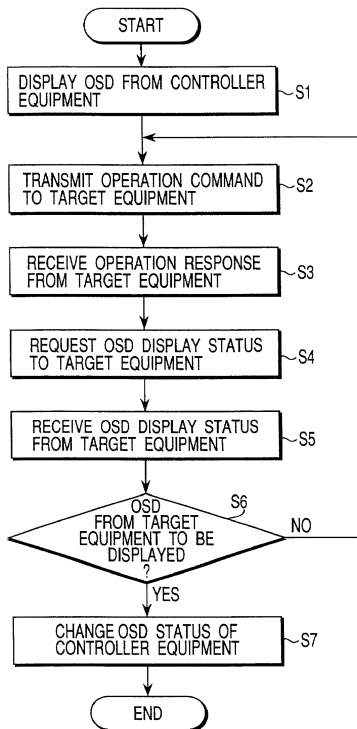 START
DISPLAY OSD FROM CONTROLLER
EQUIPMENT
S1
TRANSMIT OPERATION COMMAND
TO TARGET EQUIPMENT
S2
RECEIVE OPERATION RESPONSE
FROM TARGET EQUIPMENT
S3
REQUEST OSD DISPLAY STATUS
TO TARGET EQUIPMENT
S4
RECEIVE OSD DISPLAY STATUS
FROM TARGET EQUIPMENT
S5
S6
OSD
FROM TARGET
EQUIPMENT TO BE
DISPLAYED
?
NO
YES
CHANGE OSD STATUS OF
CONTROLLER EQUIPMENT
S7
END